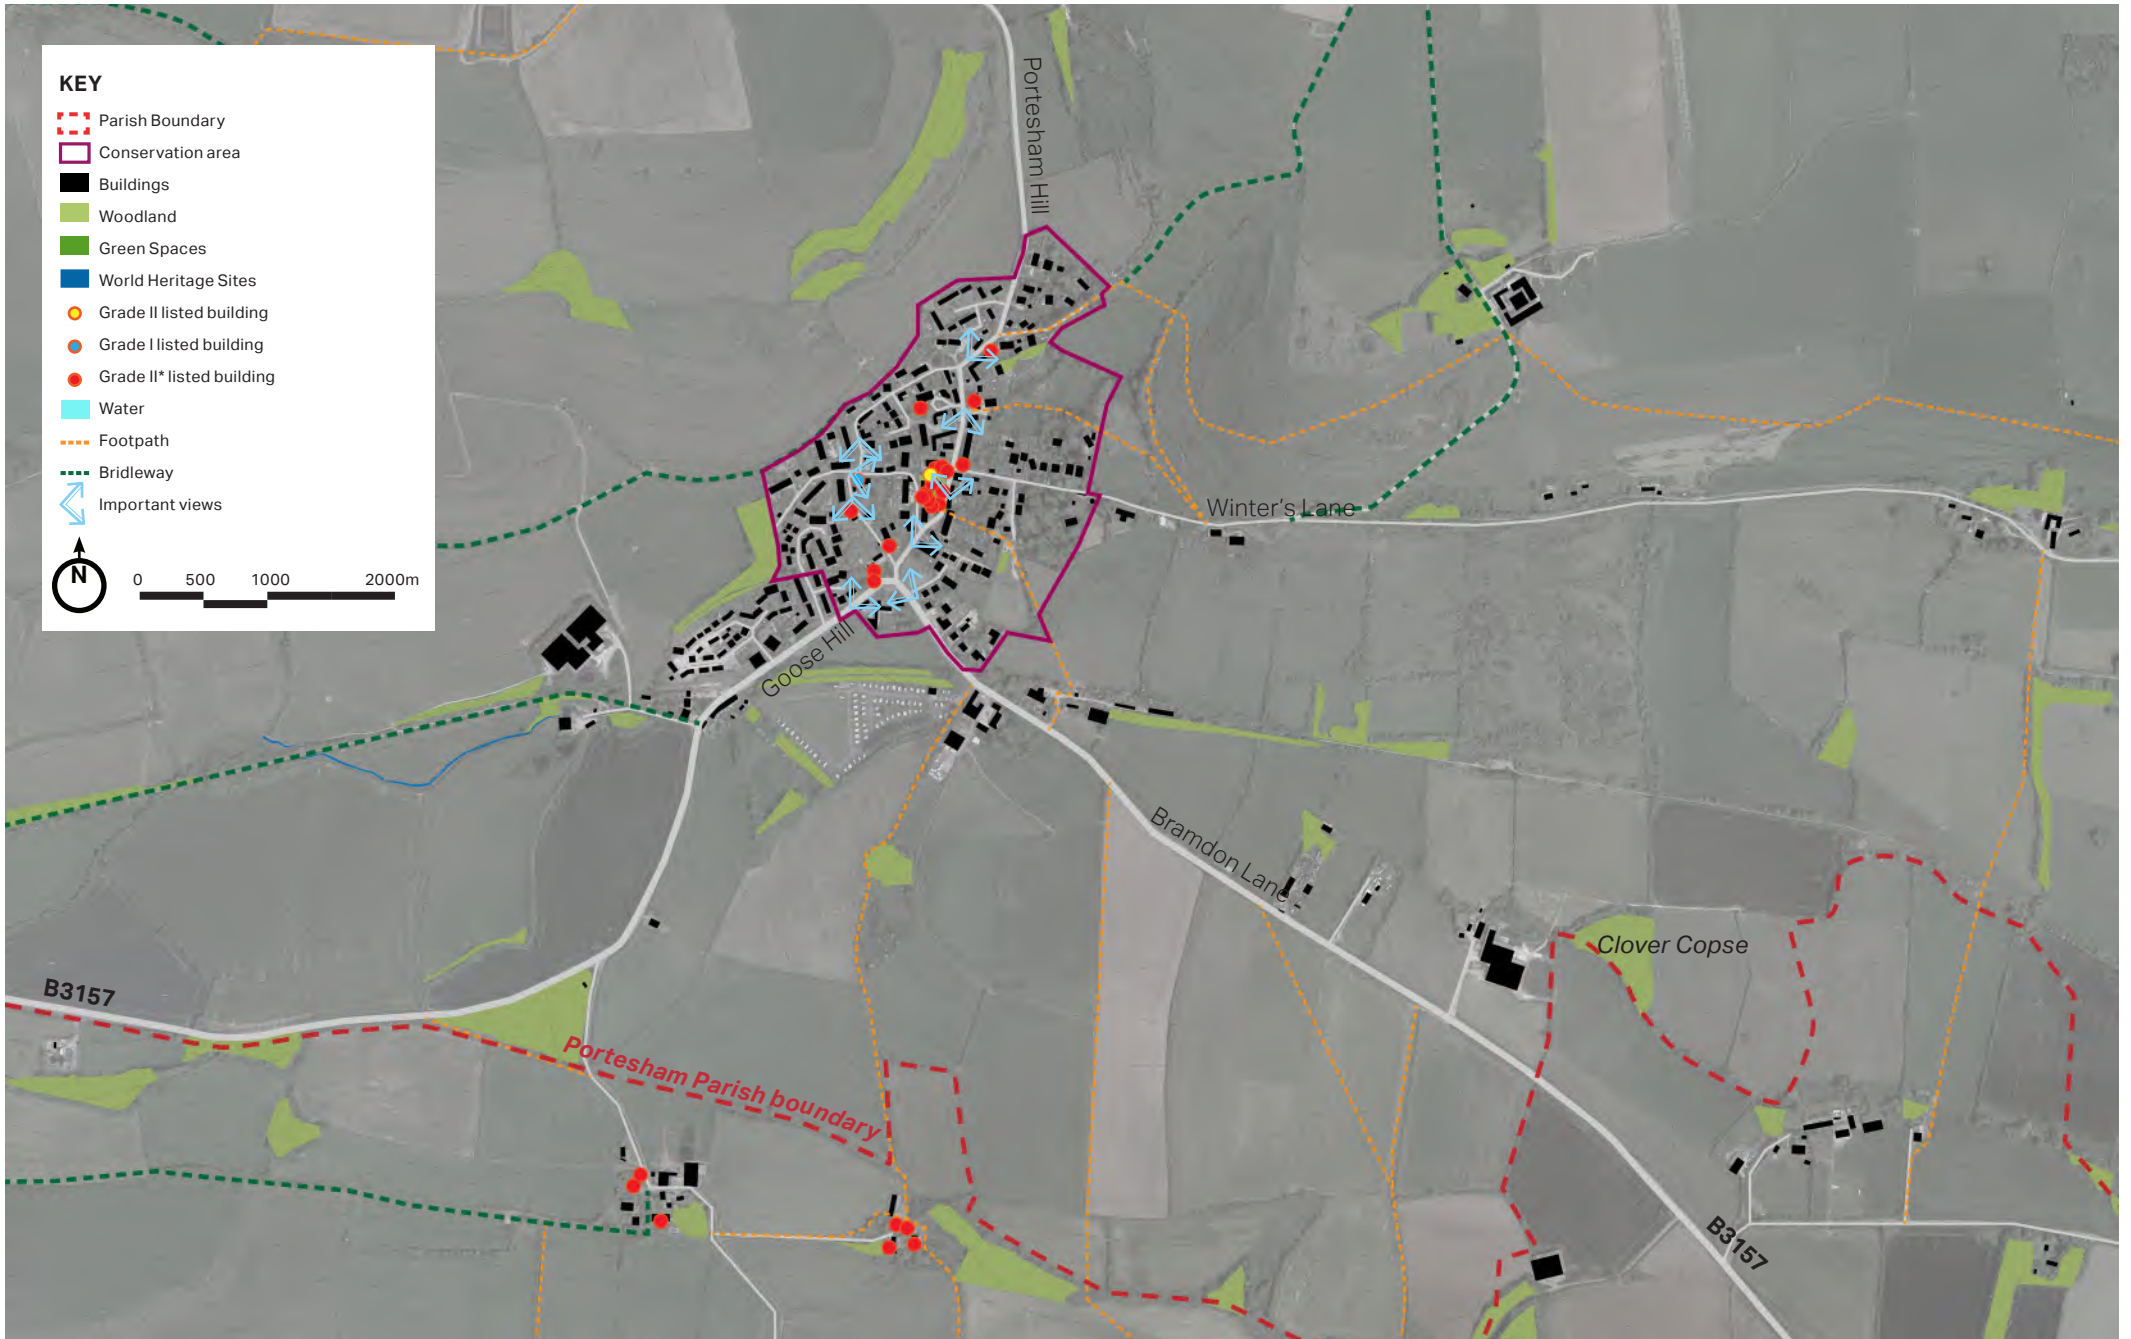 KEY
Parish Boundary
Conservation area
Buildings
Woodland
Green Spaces
World Heritage Sites
Grade II listed building
Grade I listed building
Grade II* listed building
Water
Footpath
Bridleway
Important views
N
0 500 1000 2000m
Portesham Hill
Winter's Lane
Goose Hill
Bramdon Lane
Clover Copse
B3157
Portesham Parish boundary
B3157